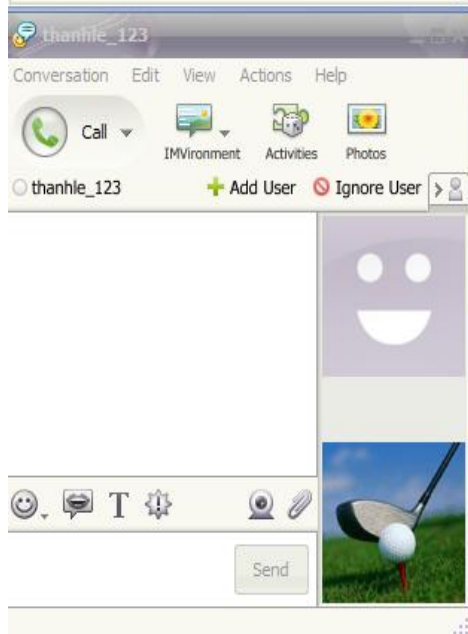 thanhle_123
Conversation Edit View Actions Help
Call
IMVironment Activities Photos
thanhle_123 Add User Ignore User
T
Send